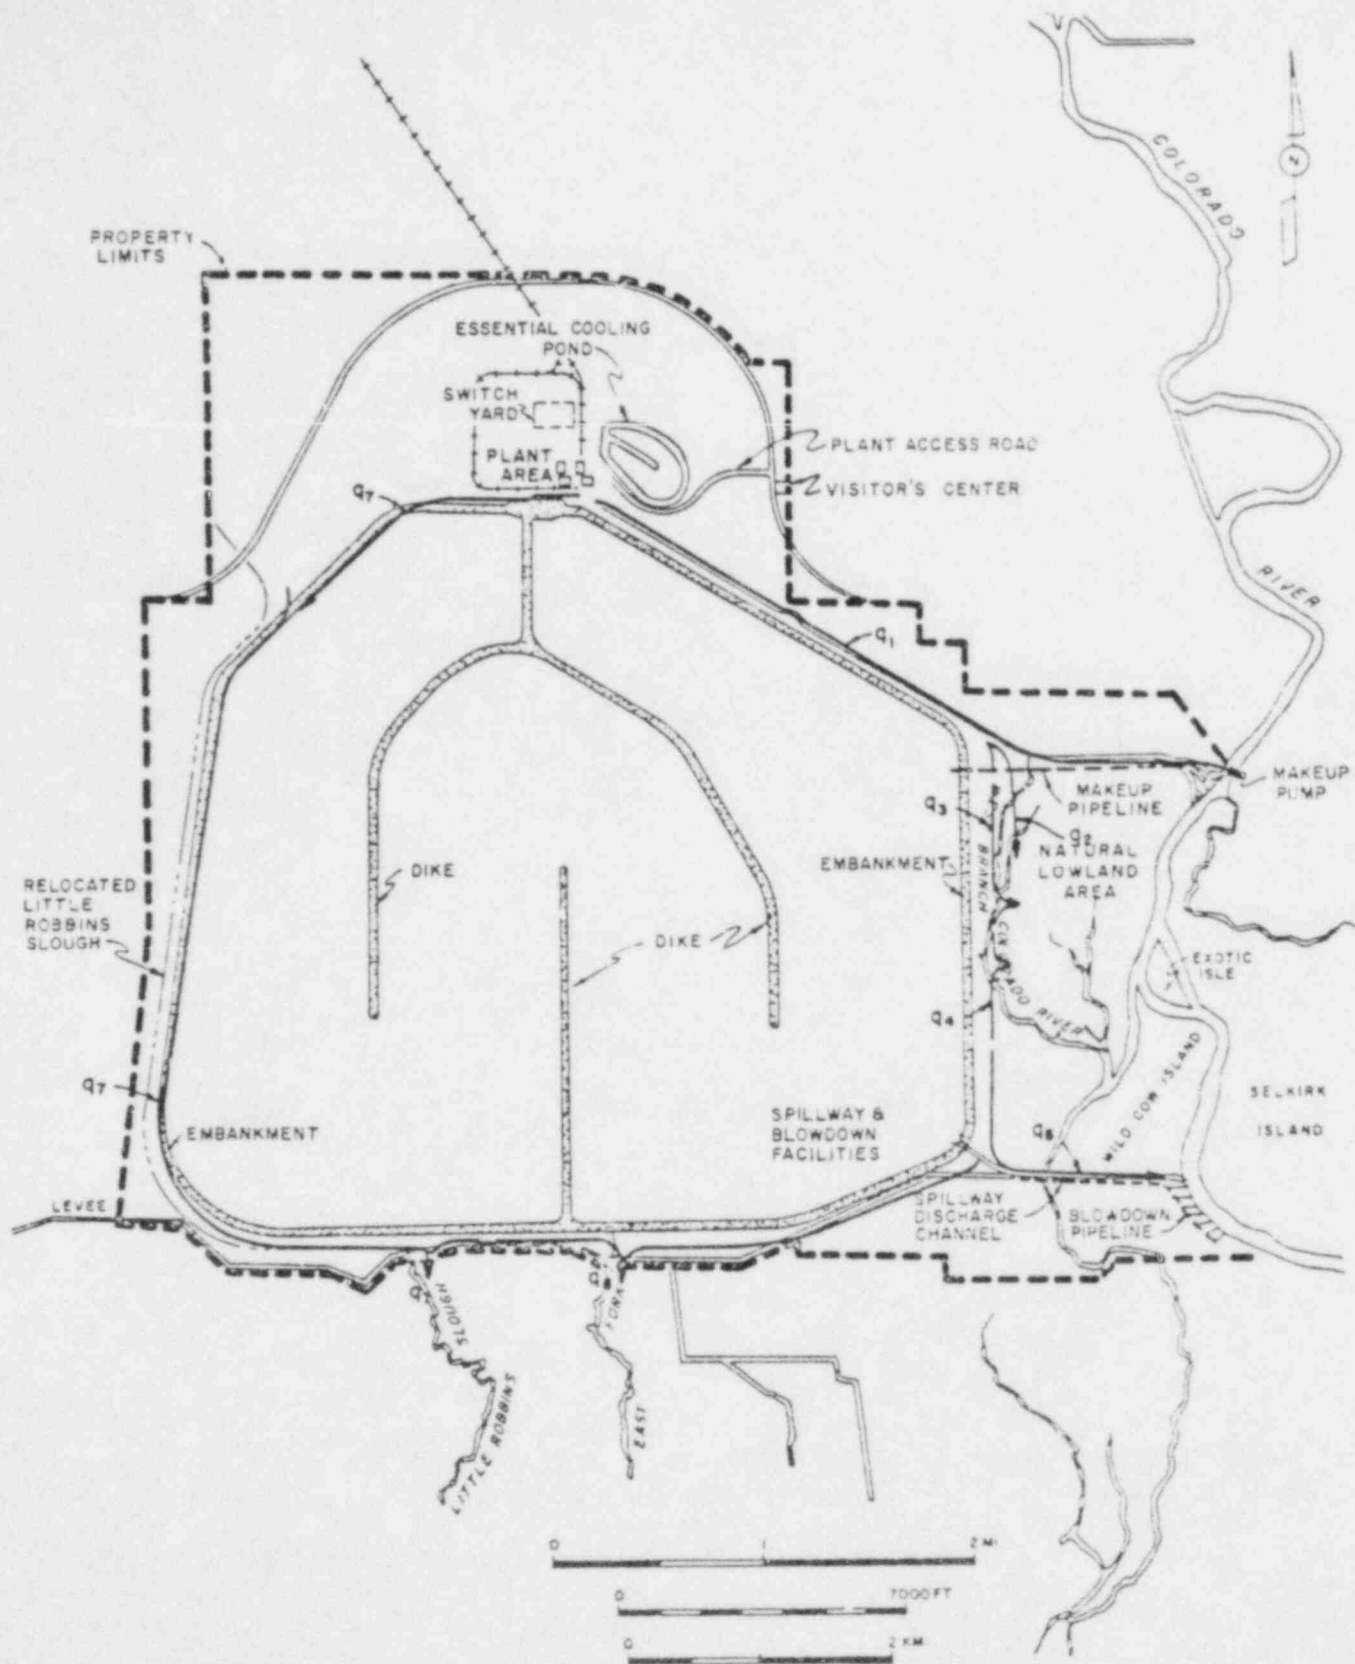 COLORADO
N
PROPERTY
LIMITS
ESSENTIAL COOLING
POND
SWITCH
YARD
PLANT ACCESS ROAD
PLANT
AREA
q7
VISITOR'S CENTER
RIVER
q1
MAKEUP
PUMP
MAKEUP
PIPELINE
q3
q2
BRANCH
NATURAL
LOWLAND
AREA
EMBANKMENT
DIKE
RELOCATED
LITTLE
ROBBINS
SLOUGH
DIKE
EXOTIC
ISLE
RIVER
q4
WILD COW ISLAND
SELKIRK
ISLAND
q7
EMBANKMENT
SPILLWAY &
BLOWDOWN
FACILITIES
LEVEE
SPILLWAY
DISCHARGE
CHANNEL
BLOWDOWN
PIPELINE
SLOUGH
LITTLE ROBBINS
FORK
EAST
0 1 2 MI
0 7000 FT
0 2 KM